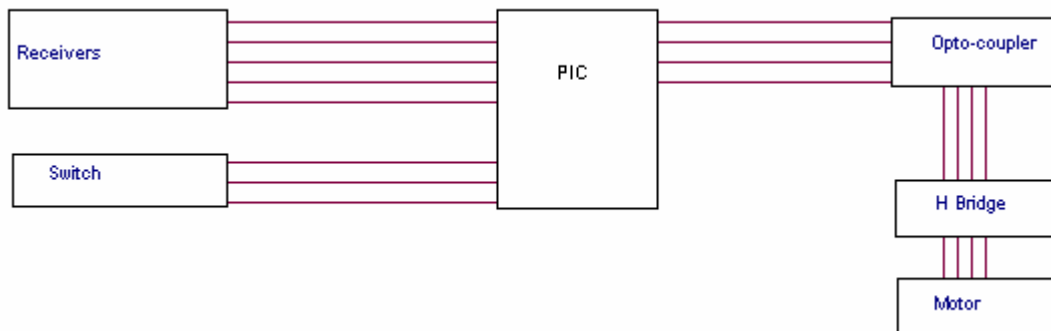 Receivers
PIC
Opto-coupler
Switch
H Bridge
Motor